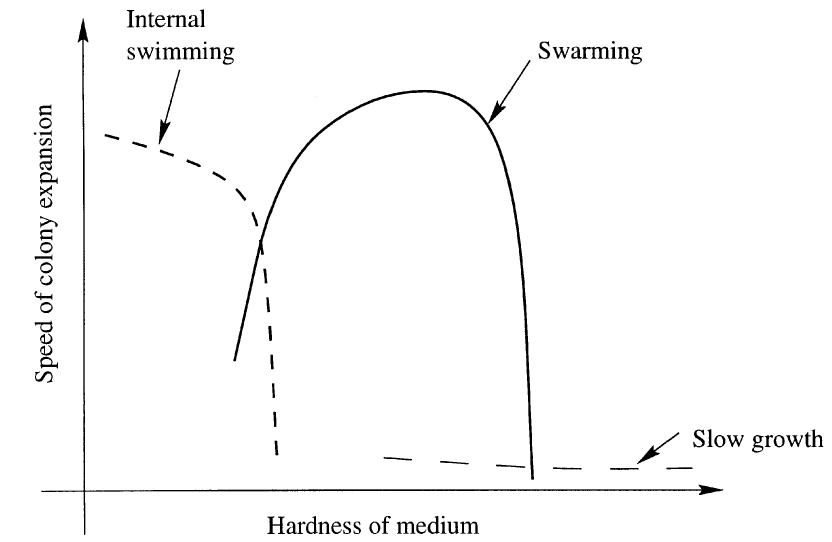 Internal
swimming
Swarming
Speed of colony expansion
Slow growth
Hardness of medium